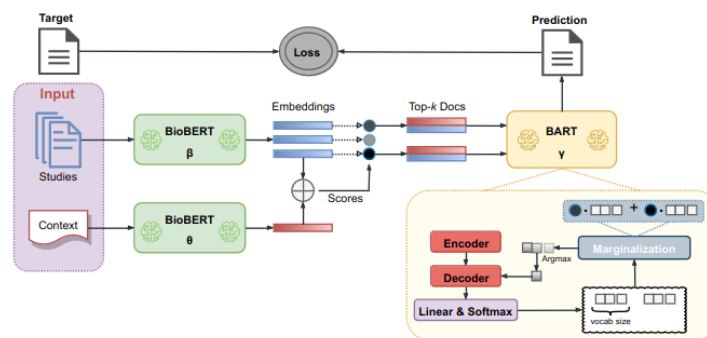 Target
Prediction
Loss
Input
Embeddings
Top-k Docs
BioBERT
β
BART
γ
Studies
Scores
Context
BioBERT
θ
+
Encoder
Argmax
Marginalization
Decoder
Linear & Softmax
vocab size